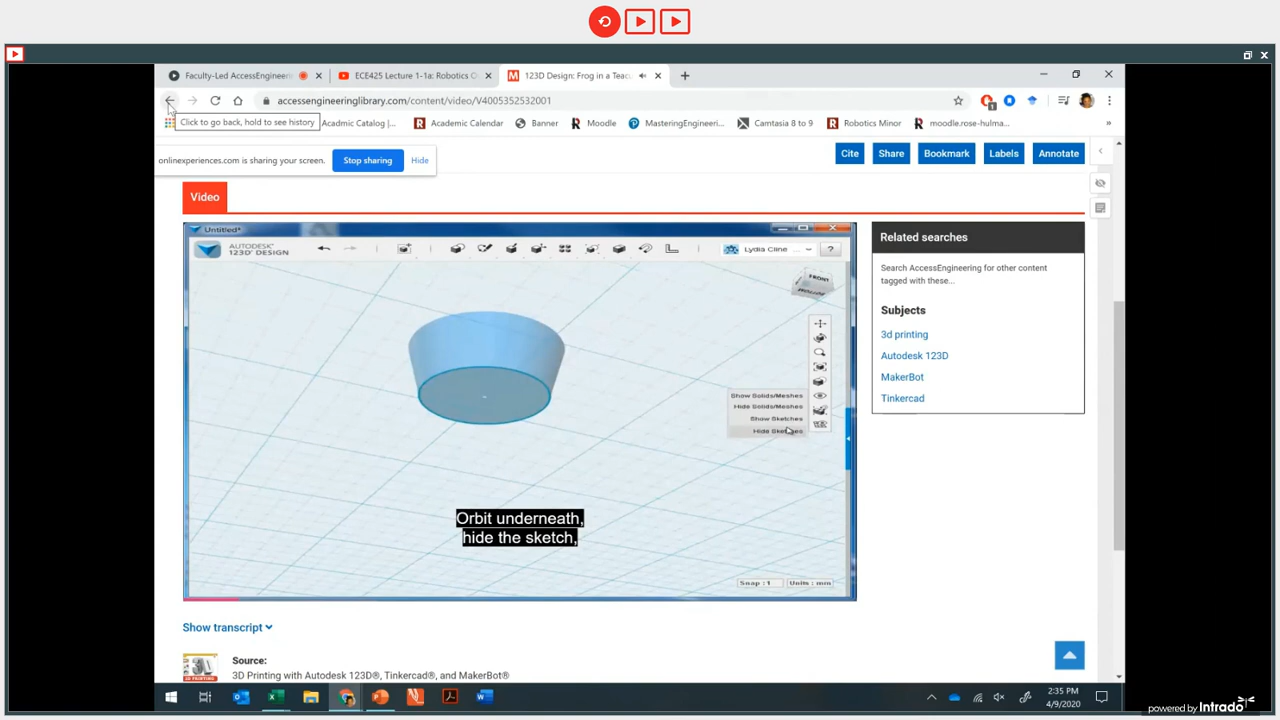 Faculty-Led AccessEngineerin
ECE425 Lecture 1-1a: Robotics O
123D Design: Frog in a Teacu
accessengineeringlibrary.com/content/video/V4005352532001
Click to go back, hold to see history
Acadmic Catalog |...
Academic Calendar
Banner
Moodle
MasteringEngineeri...
Camtasia 8 to 9
Robotics Minor
moodle.rose-hulma...
onlinexperiences.com is sharing your screen.
Stop sharing
Hide
Cite
Share
Bookmark
Labels
Annotate
Video
Untitled*
AUTODESK®
123D® DESIGN
Lydia Cline ...
?
FRONT
Show Solids/Meshes
Hide Solids/Meshes
Show Sketches
Hide Sketches
Orbit underneath,
hide the sketch,
Snap : 1
Units : mm
Related searches
Search AccessEngineering for other content
tagged with these...
Subjects
3d printing
Autodesk 123D
MakerBot
Tinkercad
Show transcript
Source:
3D Printing with Autodesk 123D®, Tinkercad®, and MakerBot®
2:35 PM
4/9/2020
powered by Intrado